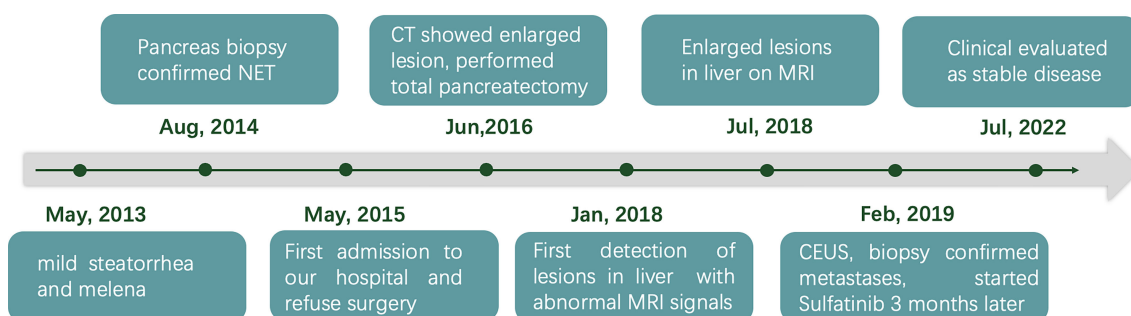 Pancreas biopsy
confirmed NET
CT showed enlarged
lesion, performed
total pancreatectomy
Enlarged lesions
in liver on MRI
Clinical evaluated
as stable disease
Aug, 2014
Jun,2016
Jul, 2018
Jul, 2022
May, 2013
May, 2015
Jan, 2018
Feb, 2019
mild steatorrhea
and melena
First admission to
our hospital and
refuse surgery
First detection of
lesions in liver with
abnormal MRI signals
CEUS, biopsy confirmed
metastases, started
Sulfatinib 3 months later